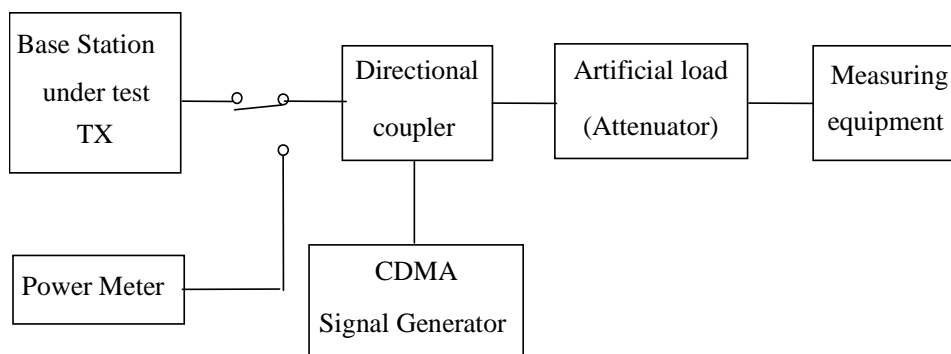 Base Station
under test
TX
Directional
coupler
Artificial load
(Attenuator)
Measuring
equipment
Power Meter
CDMA
Signal Generator